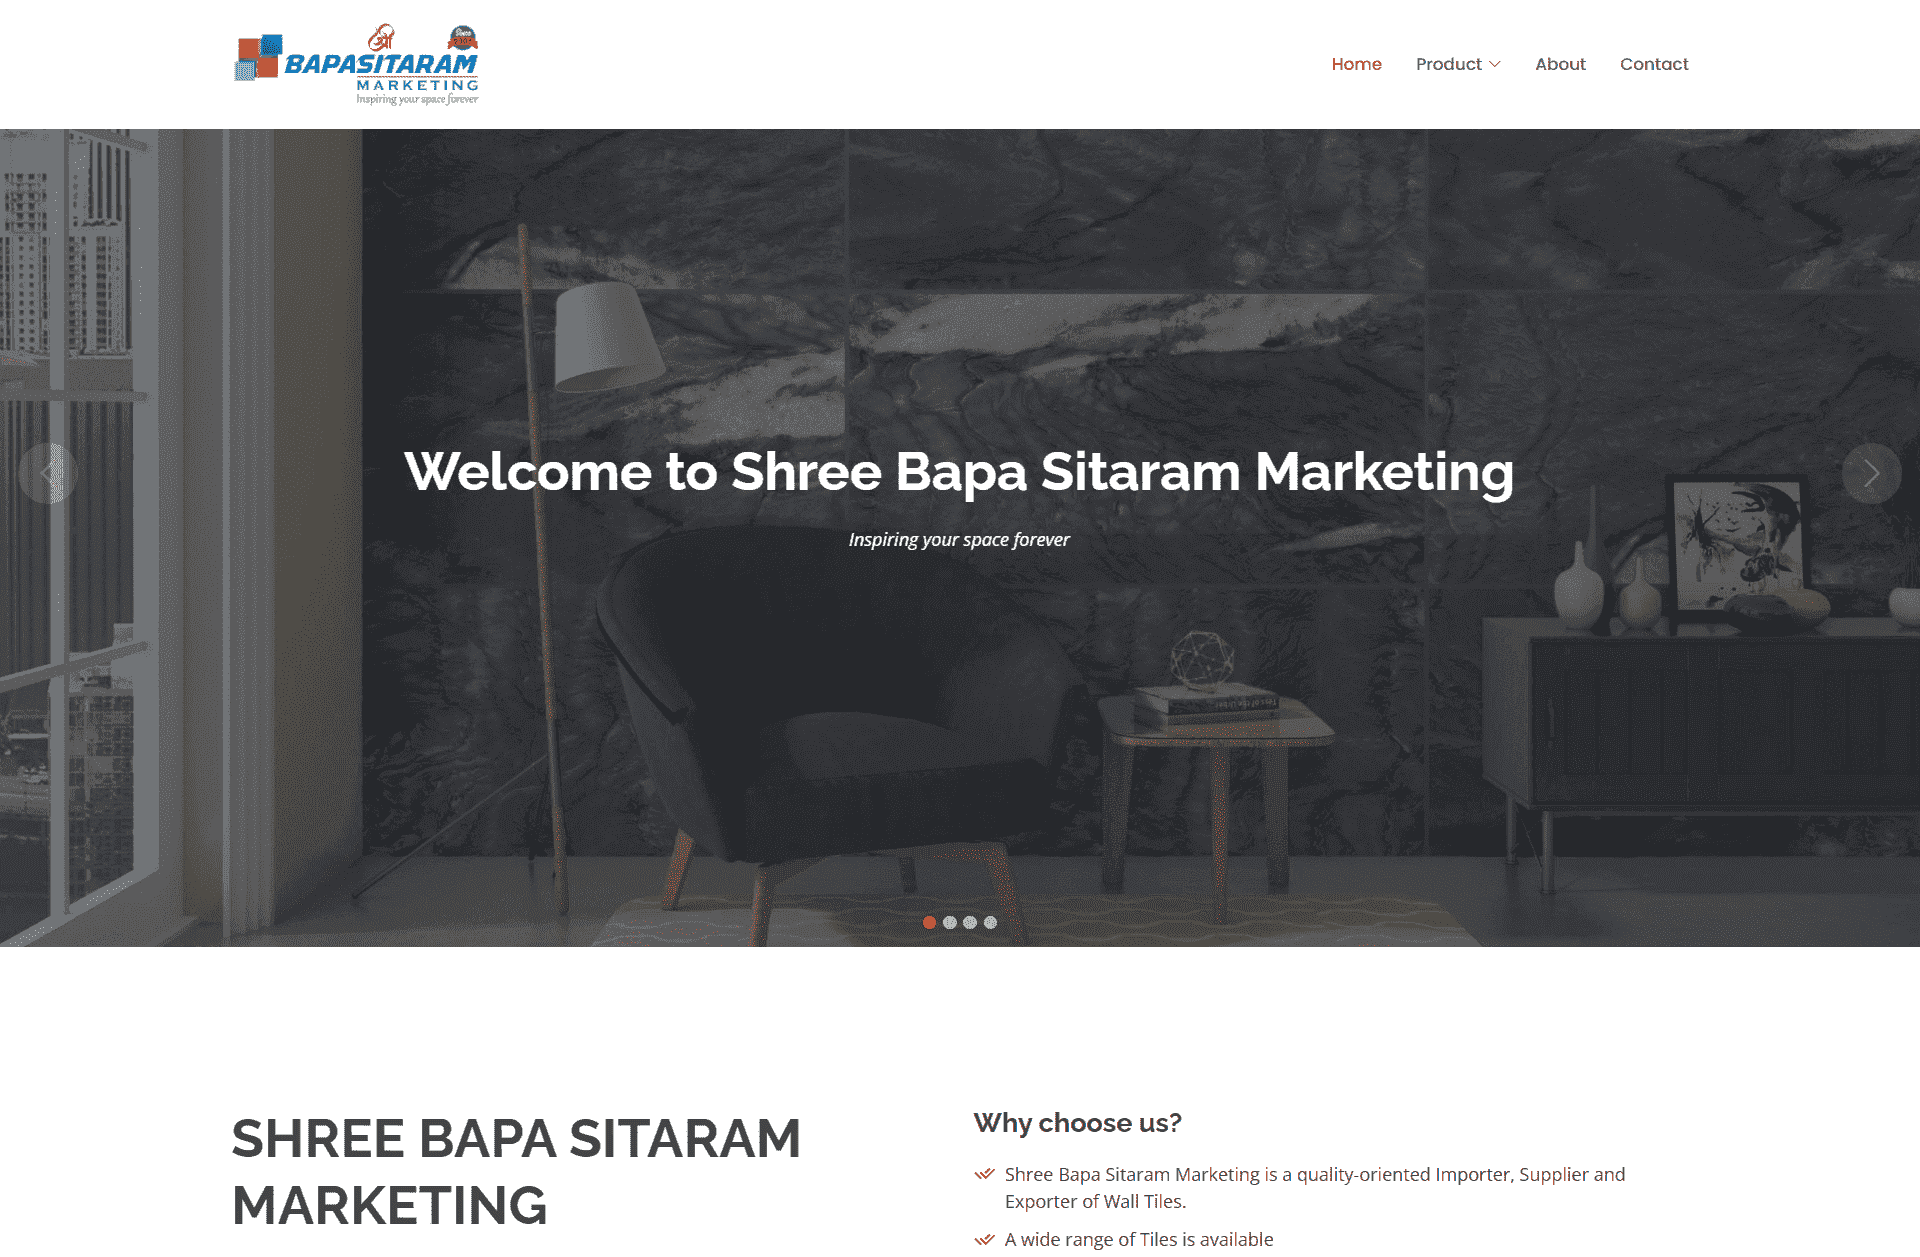 श्री
Since
BAPASITARAM
MARKETING
Inspiring your space forever
Home Product About Contact
Welcome to Shree Bapa Sitaram Marketing
Inspiring your space forever
SHREE BAPA SITARAM
MARKETING
Why choose us?
Shree Bapa Sitaram Marketing is a quality-oriented Importer, Supplier and
Exporter of Wall Tiles.
A wide range of Tiles is available